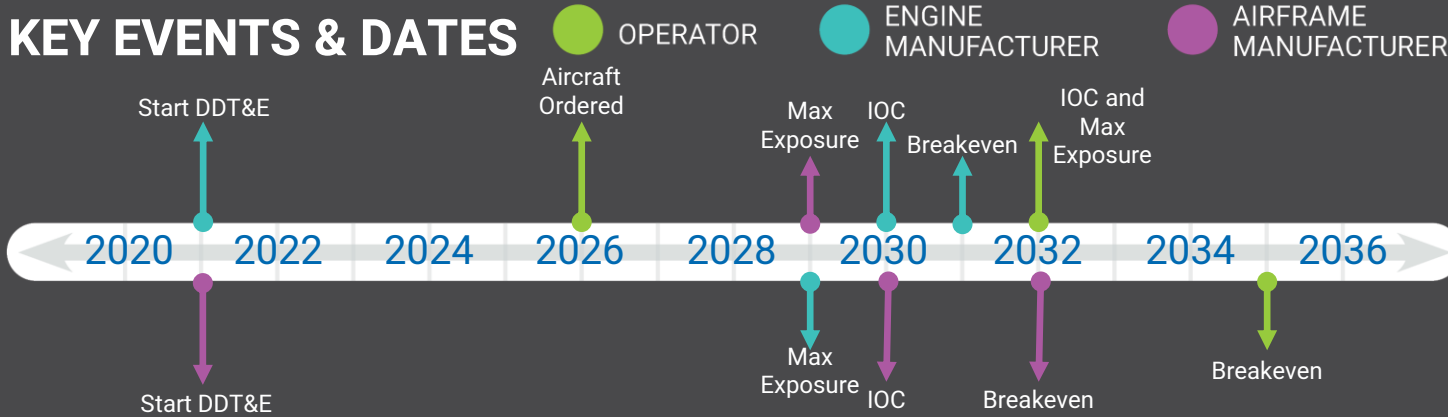 KEY EVENTS & DATES
OPERATOR
ENGINE
MANUFACTURER
AIRFRAME
MANUFACTURER
Start DDT&E
Aircraft
Ordered
Max
Exposure
IOC
Breakeven
IOC and
Max
Exposure
2020 2022 2024 2026 2028 2030 2032 2034 2036
Start DDT&E
Max
Exposure
IOC
Breakeven
Breakeven